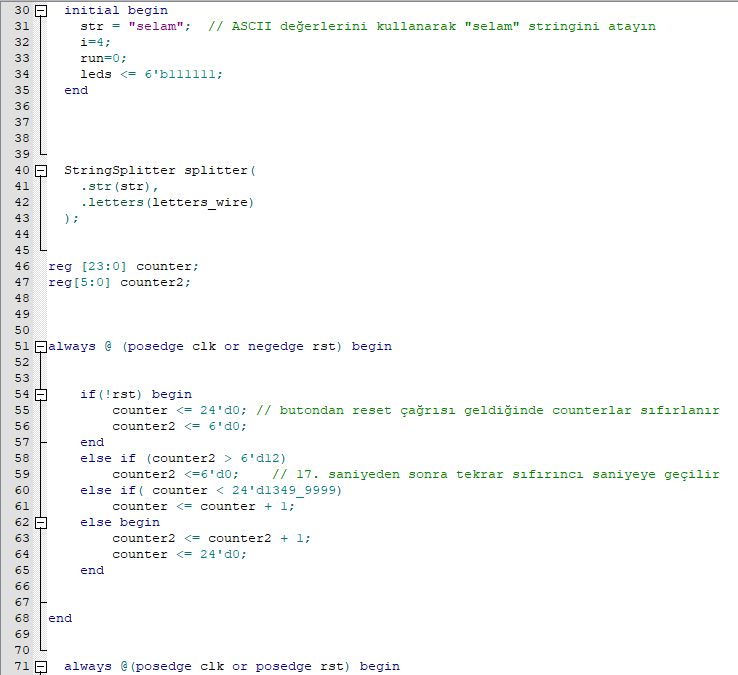 30 initial begin
31 str = "selam"; // ASCII değerlerini kullanarak "selam" stringini atayın
32 i=4;
33 run=0;
34 leds <= 6'b111111;
35 end
36
37
38
39
40 StringSplitter splitter(
41 .str(str),
42 .letters(letters_wire)
43 );
44
45
46 reg [23:0] counter;
47 reg[5:0] counter2;
48
49
50
51 always @ (posedge clk or negedge rst) begin
52
53
54 if(!rst) begin
55 counter <= 24'd0; // butondan reset çağrısı geldiğinde counterlar sıfırlanır
56 counter2 <= 6'd0;
57 end
58 else if (counter2 > 6'd12)
59 counter2 <=6'd0; // 17. saniyeden sonra tekrar sıfırıncı saniyeye geçilir
60 else if( counter < 24'd1349_9999)
61 counter <= counter + 1;
62 else begin
63 counter2 <= counter2 + 1;
64 counter <= 24'd0;
65 end
66
67
68 end
69
70
71 always @(posedge clk or posedge rst) begin